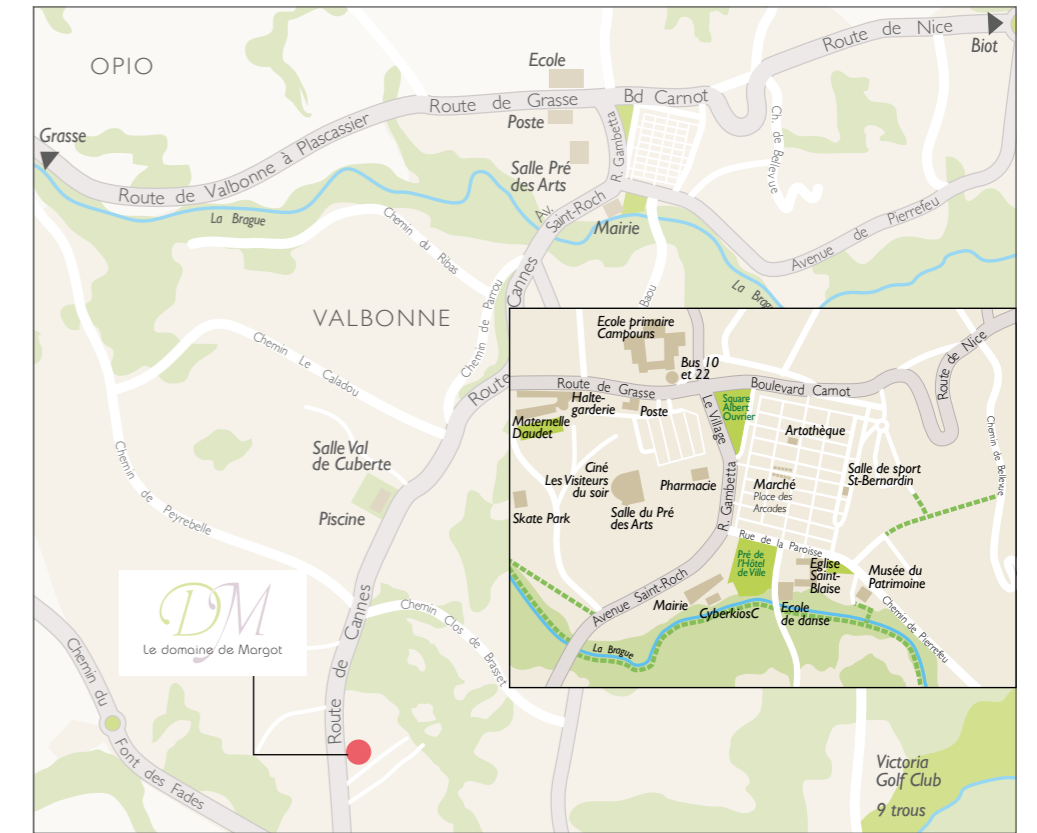 OPIO
Ecole
Route de Nice
Biot
Route de Grasse
Bd Carnot
Poste
Grasse
Route de Valbonne à Plascassier
R. Gambetta
Ch. de Bellevue
Salle Pré
des Arts
Av.
Saint-Roch
La Brague
Mairie
Chemin du Ribas
Avenue de Pierrefeu
La Brague
Baou
VALBONNE
Chemin de Parrou
Route
Cannes
Chemin Le Caladou
Salle Val
de Cuberte
Piscine
Chemin de Peyrebelle
DM
Le domaine de Margot
Route de Cannes
Chemin Clos de Brasset
Chemin du
Font des Fades
Victoria
Golf Club
9 trous
Ecole primaire
Campouns
Bus 10
et 22
Route de Grasse
Boulevard Carnot
Route de Nice
Halte-
garderie
Poste
Le Village
Square
Albert
Ouvrier
Maternelle
Daudet
Artothèque
Chemin de Bellevue
Ciné
Les Visiteurs
du soir
Pharmacie
R. Gambetta
Marché
Place des
Arcades
Salle de sport
St-Bernardin
Skate Park
Salle du Pré
des Arts
Rue de la Paroisse
Pré de
l'Hôtel
de Ville
Eglise
Saint-
Blaise
Musée du
Patrimoine
Avenue Saint-Roch
Mairie
CyberkiosC
Ecole
de danse
Chemin de Pierrefeu
La Brague